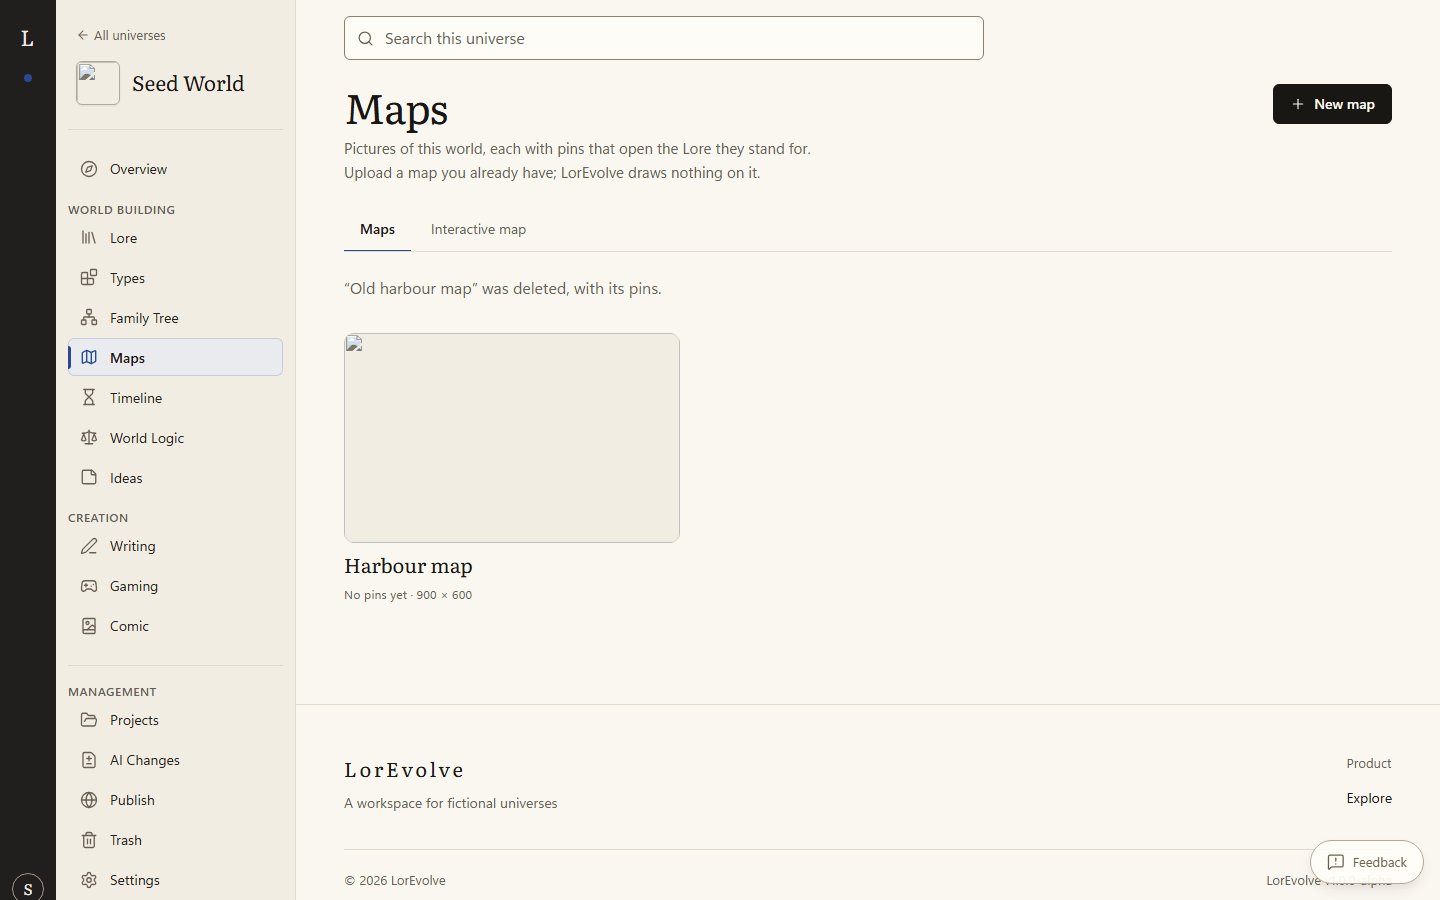 L
← All universes
Seed World
Overview
WORLD BUILDING
Lore
Types
Family Tree
Maps
Timeline
World Logic
Ideas
CREATION
Writing
Gaming
Comic
MANAGEMENT
Projects
AI Changes
Publish
Trash
Settings
S
Search this universe
Maps
New map
Pictures of this world, each with pins that open the Lore they stand for.
Upload a map you already have; LorEvolve draws nothing on it.
Maps
Interactive map
“Old harbour map” was deleted, with its pins.
Harbour map
No pins yet · 900 × 600
LorEvolve
A workspace for fictional universes
Product
Explore
© 2026 LorEvolve
LorEvolve
Feedback